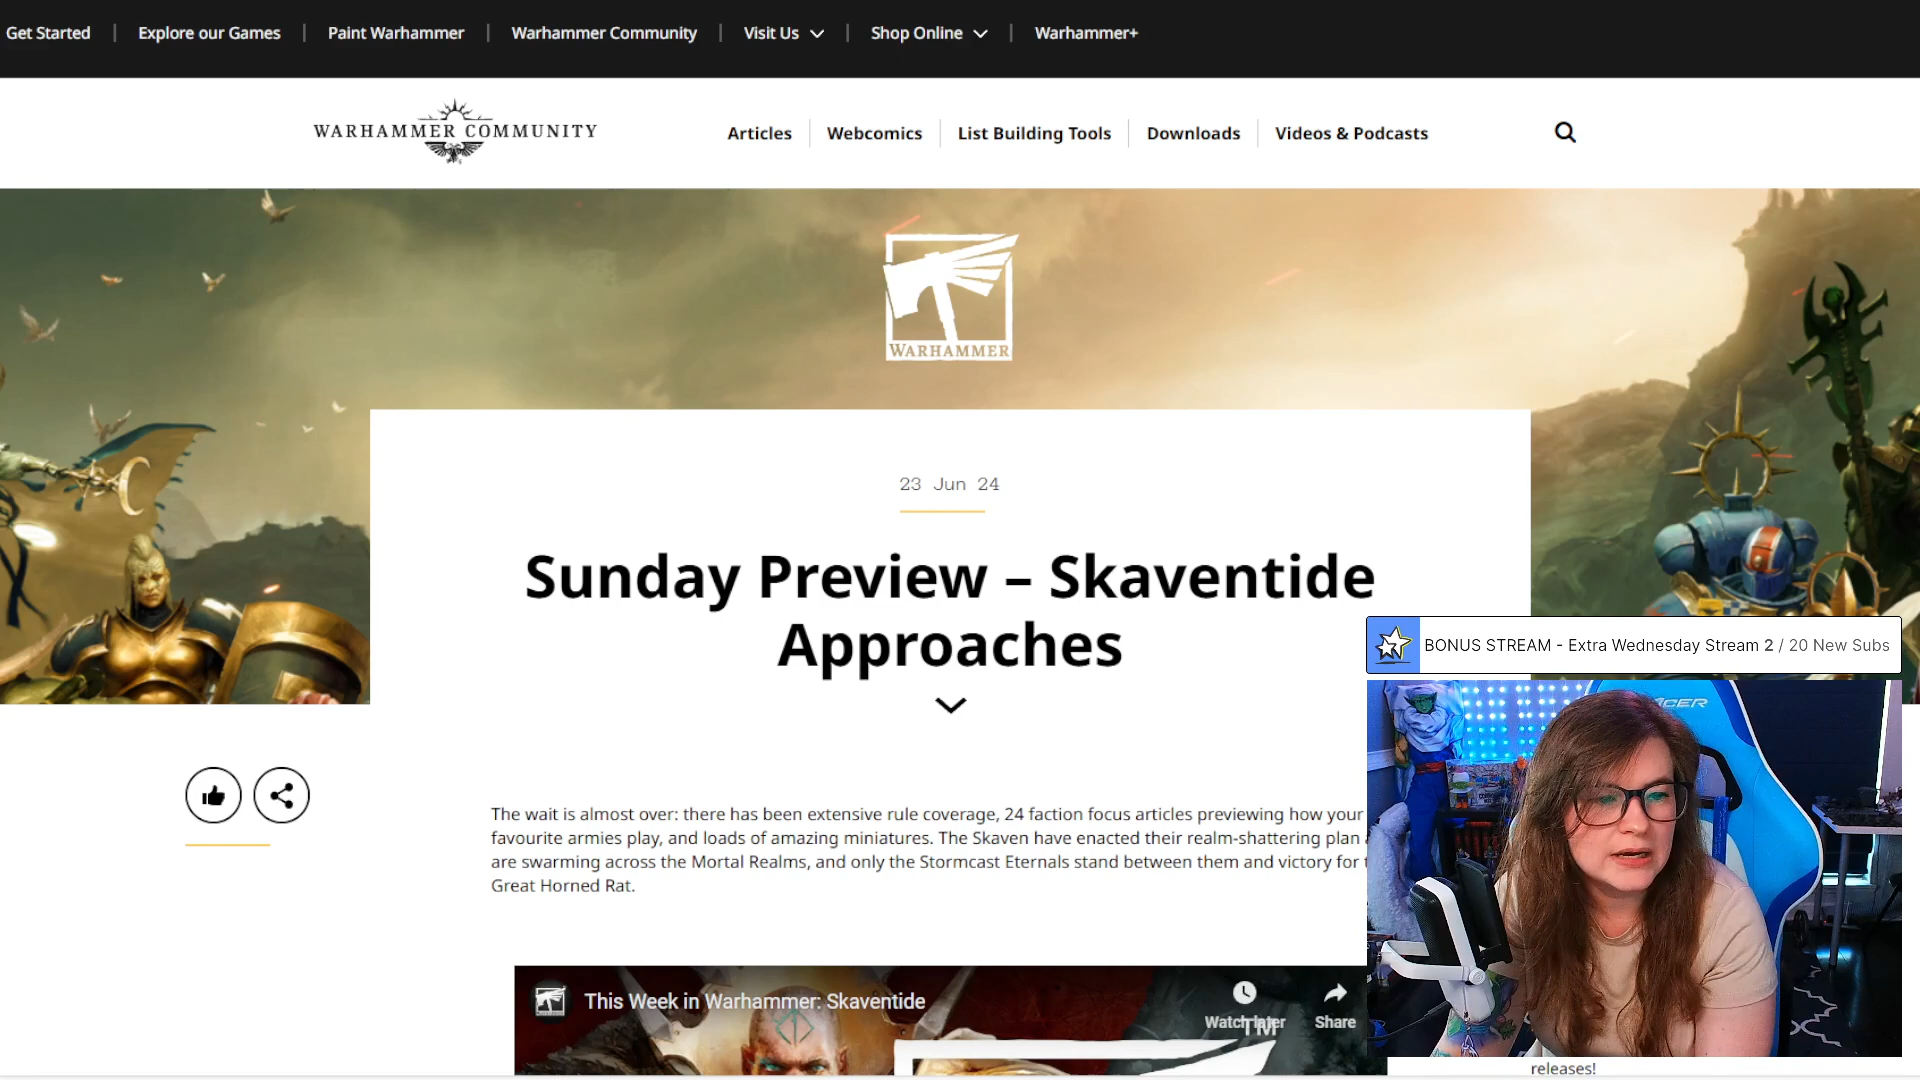 Get Started
Explore our Games
Paint Warhammer
Warhammer Community
Visit Us
Shop Online
Warhammer+
WARHAMMER COMMUNITY
Articles
Webcomics
List Building Tools
Downloads
Videos & Podcasts
WARHAMMER
23 Jun 24
Sunday Preview – Skaventide
Approaches
BONUS STREAM - Extra Wednesday Stream 2 / 20 New Subs
The wait is almost over: there has been extensive rule coverage, 24 faction focus articles previewing how your
favourite armies play, and loads of amazing miniatures. The Skaven have enacted their realm-shattering plan
are swarming across the Mortal Realms, and only the Stormcast Eternals stand between them and victory for
Great Horned Rat.
This Week in Warhammer: Skaventide
Watch later
Share
TM
releases!